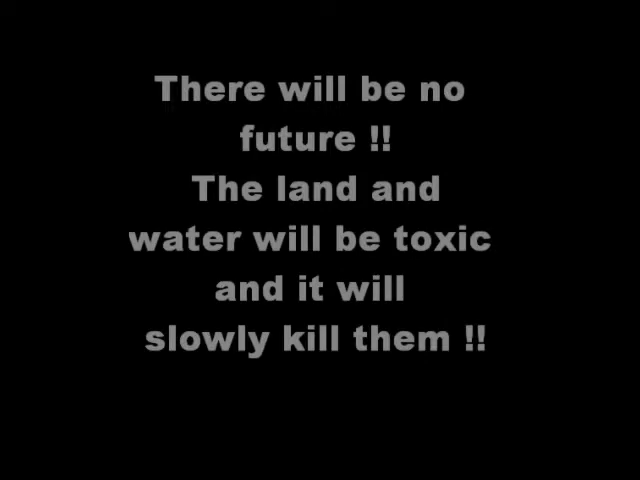 There will be no
future !!
The land and
water will be toxic
and it will
slowly kill them !!